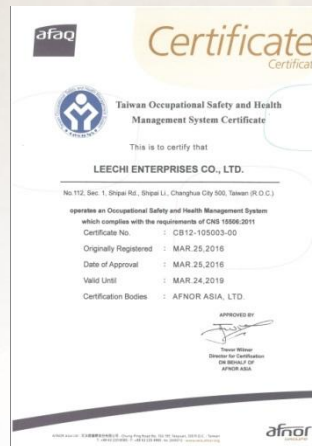 afaq
Certificate
Certificat
Taiwan Occupational Safety and Health
Management System Certificate
This is to certify that
LEECHI ENTERPRISES CO., LTD.
No.112, Sec. 1, Shipai Rd., Shipai Li., Changhua City 500, Taiwan (R.O.C.)
operates an Occupational Safety and Health Management System
which complies with the requirements of CNS 15506:2011
Certificate No. : CB12-105003-00
Originally Registered : MAR.25,2016
Date of Approval : MAR.25,2016
Valid Until : MAR.24,2019
Certification Bodies : AFNOR ASIA, LTD.
APPROVED BY
Trevor Wilmer
Director for Certification
ON BEHALF OF
AFNOR ASIA
afnor